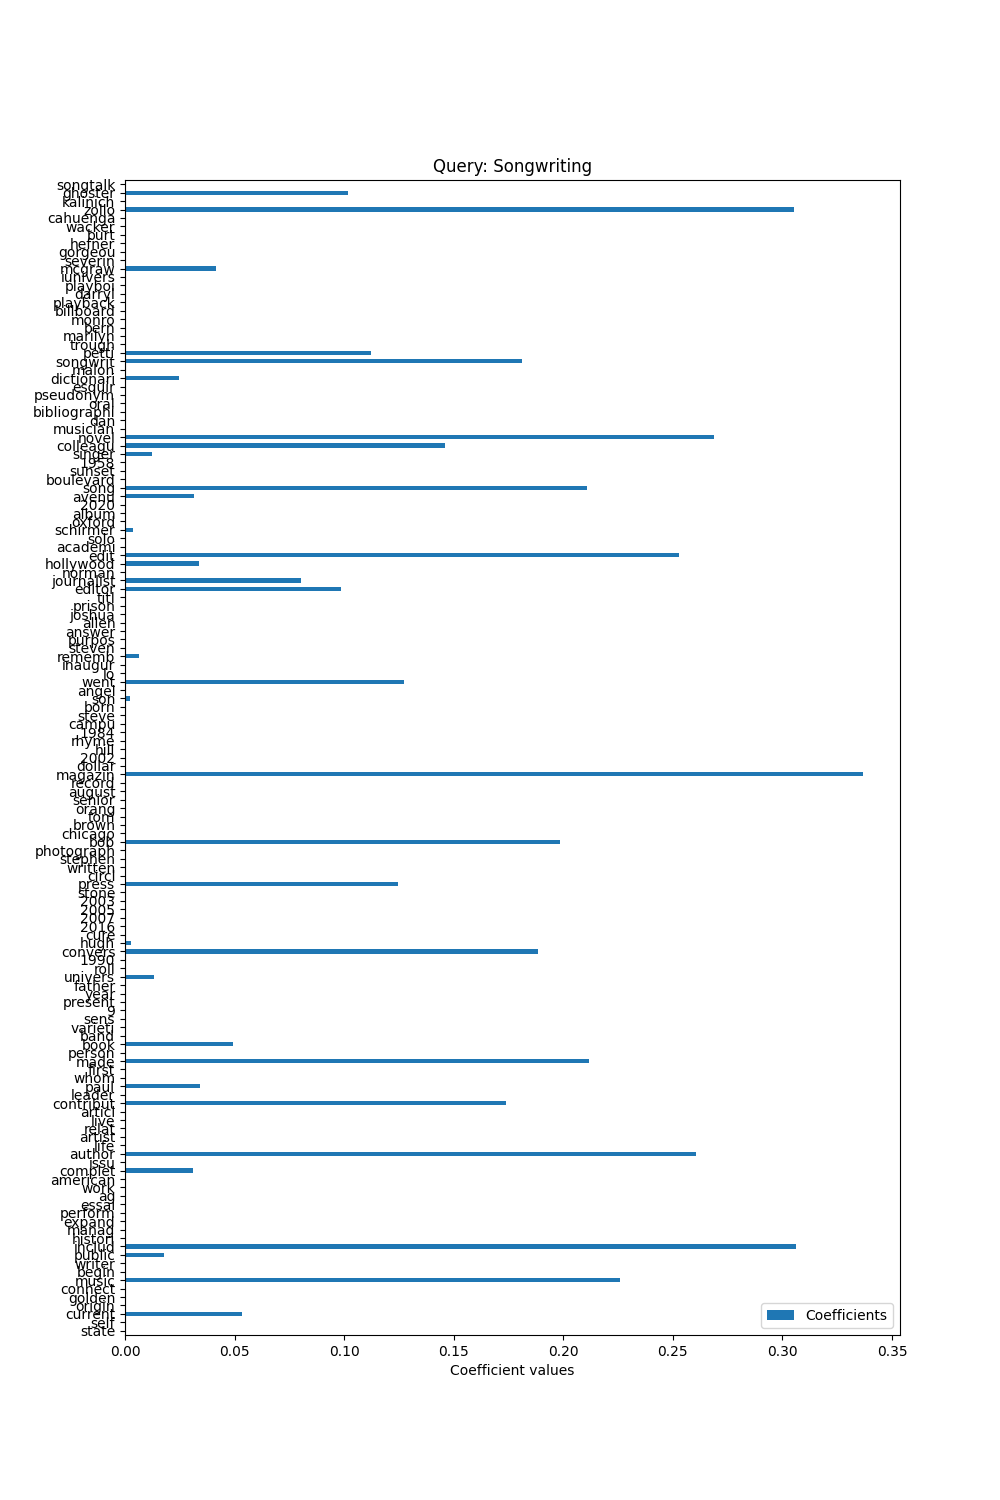 Query: Songwriting
songtalk
ghoster
kalinich
zollo
cahuenga
wacker
burt
hefner
gorgeou
severin
mcgraw
iunivers
playboi
darryl
playback
billboard
monro
bern
marilyn
trough
petti
songwrit
malon
dictionari
esquir
pseudonym
oral
bibliographi
dan
musician
novel
colleagu
singer
1958
sunset
boulevard
song
avenu
2020
album
oxford
schirmer
solo
academi
edit
hollywood
norman
journalist
editor
titl
prison
joshua
allen
answer
purpos
steven
rememb
inaugur
lo
went
angel
son
born
steve
campu
1984
rhyme
hill
2002
dollar
magazin
record
august
senior
orang
tom
brown
chicago
bob
photograph
stephen
written
circl
press
stone
2003
2005
2007
2016
cure
hugh
convers
1990
roll
univers
father
year
present
9
sens
varieti
band
book
person
made
first
whom
paul
leader
contribut
articl
live
relat
artist
life
author
issu
complet
american
work
ag
essai
perform
expand
manag
histori
includ
public
writer
begin
music
connect
golden
origin
current
self
state
Coefficients
0.00 0.05 0.10 0.15 0.20 0.25 0.30 0.35
Coefficient values